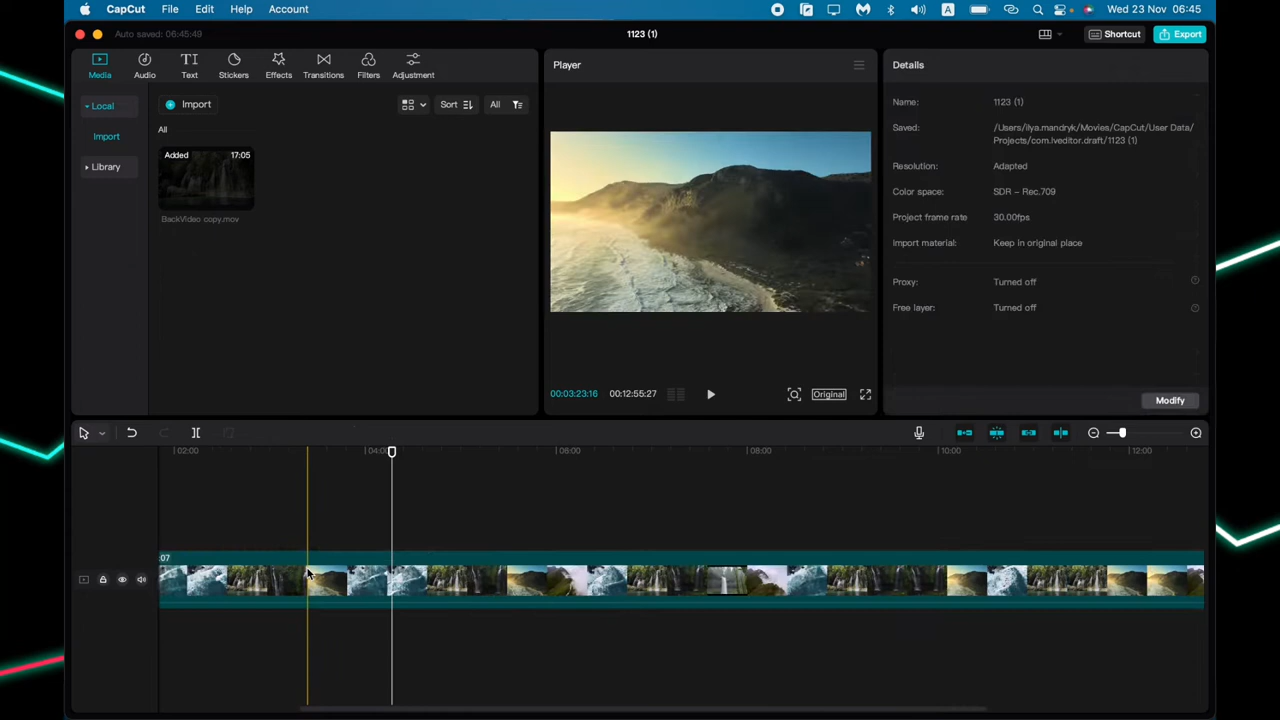 CapCut File Edit Help Account A Wed 23 Nov 06:45
Auto saved: 06:45:49 1123 (1) Shortcut Export
Media Audio Text Stickers Effects Transitions Filters Adjustment
Local
Import
Library
Import Sort All
All
Added 17:05
BackVideo copy.mov
Player
00:03:23:16 00:12:55:27 Original
Details
Name: 1123 (1)
Saved: /Users/ilya.mandryk/Movies/CapCut/User Data/
Projects/com.lveditor.draft/1123 (1)
Resolution: Adapted
Color space: SDR – Rec.709
Project frame rate 30.00fps
Import material: Keep in original place
Proxy: Turned off
Free layer: Turned off
Modify
02:00 04:00 06:00 08:00 10:00 12:00
:07